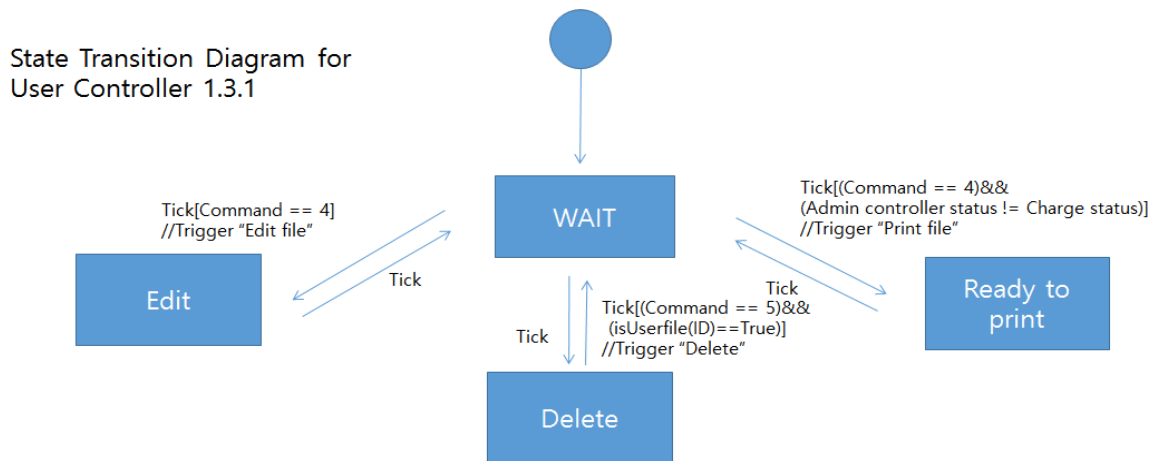 State Transition Diagram for
User Controller 1.3.1
WAIT
Tick[Command == 4]
//Trigger “Edit file”
Tick
Edit
Tick[(Command == 4)&&
(Admin controller status != Charge status)]
//Trigger “Print file”
Tick
Ready to
print
Tick
Tick[(Command == 5)&&
(isUserfile(ID)==True)]
//Trigger “Delete”
Delete